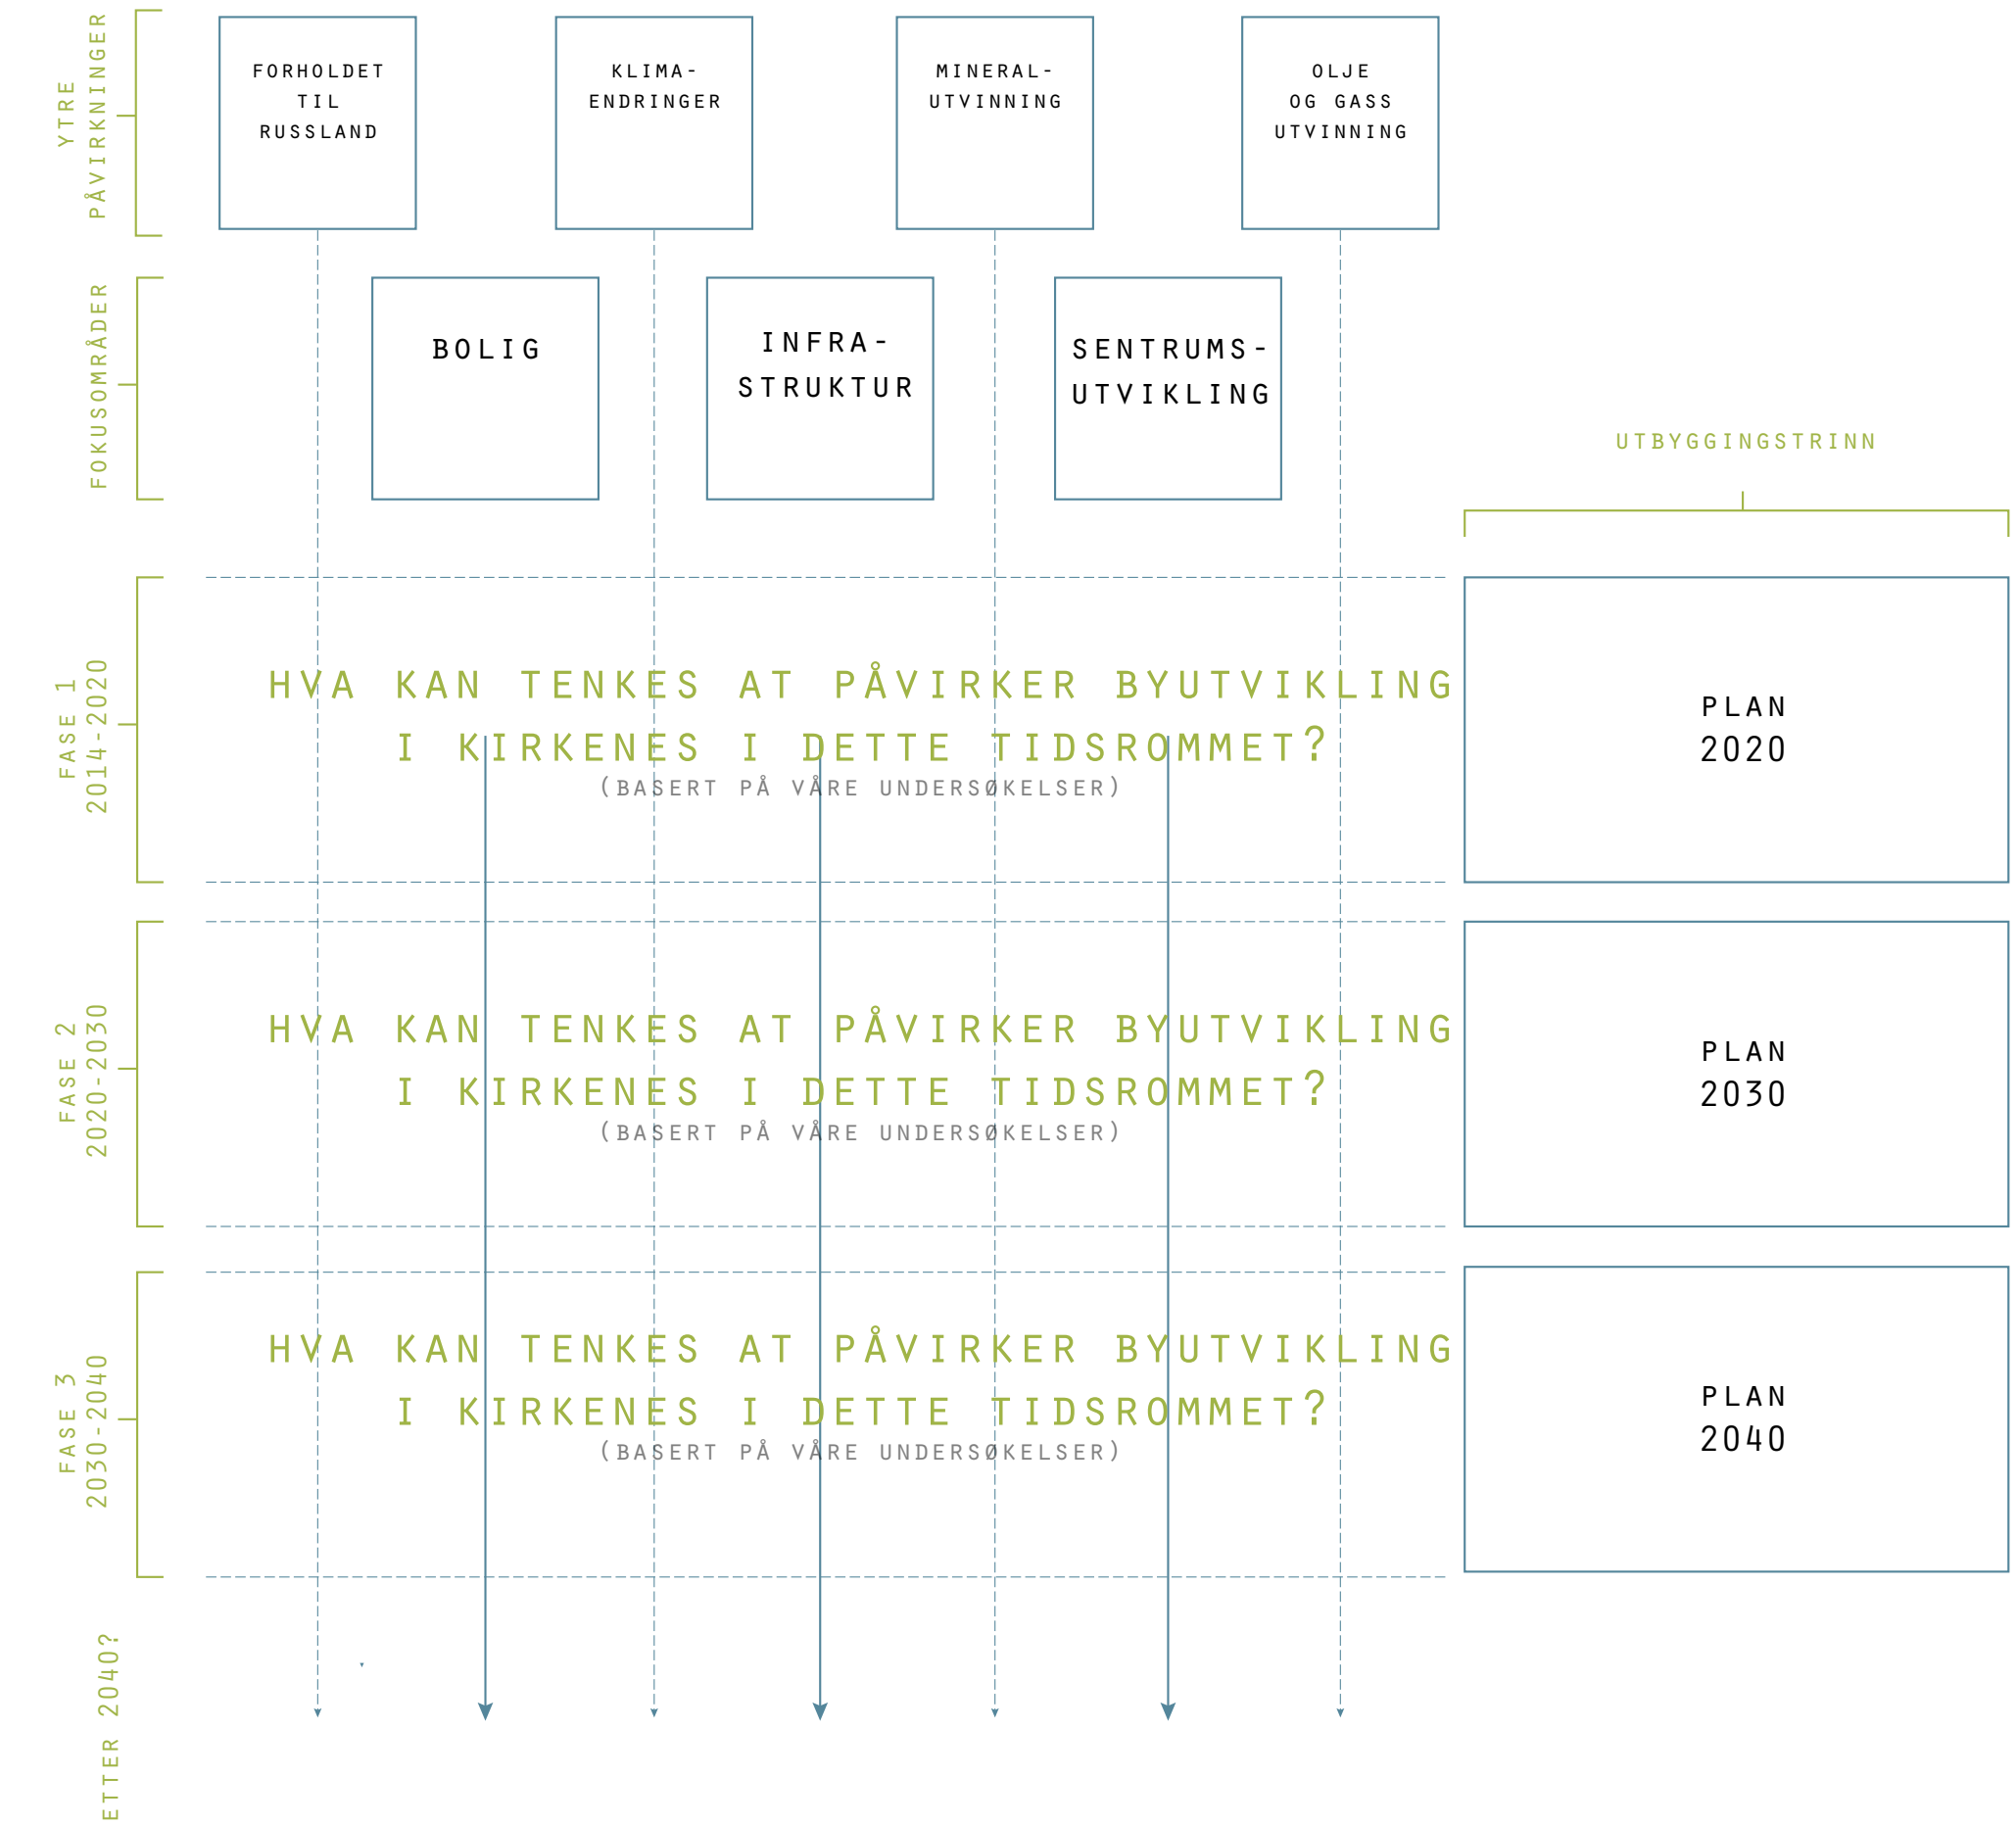 YTRE
PÅVIRKNINGER
FORHOLDET
TIL
RUSSLAND
KLIMA-
ENDRINGER
MINERAL-
UTVINNING
OLJE
OG GASS
UTVINNING
FOKUSOMRÅDER
BOLIG
INFRA-
STRUKTUR
SENTRUMS-
UTVIKLING
UTBYGGINGSTRINN
FASE 1
2014-2020
HVA KAN TENKES AT PÅVIRKER BYUTVIKLING
I KIRKENES I DETTE TIDSROMMET?
(BASERT PÅ VÅRE UNDERSØKELSER)
PLAN
2020
FASE 2
2020-2030
HVA KAN TENKES AT PÅVIRKER BYUTVIKLING
I KIRKENES I DETTE TIDSROMMET?
(BASERT PÅ VÅRE UNDERSØKELSER)
PLAN
2030
FASE 3
2030-2040
HVA KAN TENKES AT PÅVIRKER BYUTVIKLING
I KIRKENES I DETTE TIDSROMMET?
(BASERT PÅ VÅRE UNDERSØKELSER)
PLAN
2040
ETTER 2040?